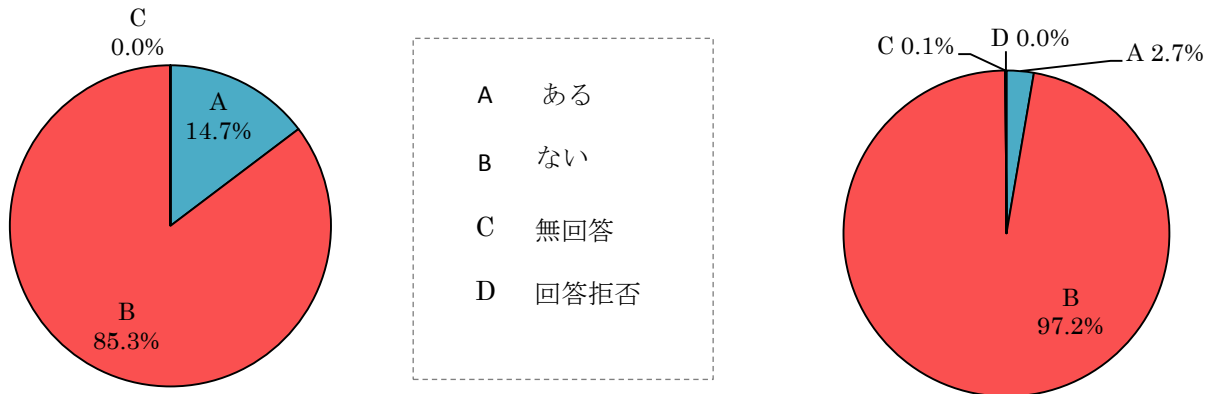 C
0.0%
A
14.7%
B
85.3%
A ある
B ない
C 無回答
D 回答拒否
C 0.1%
D 0.0%
A 2.7%
B
97.2%